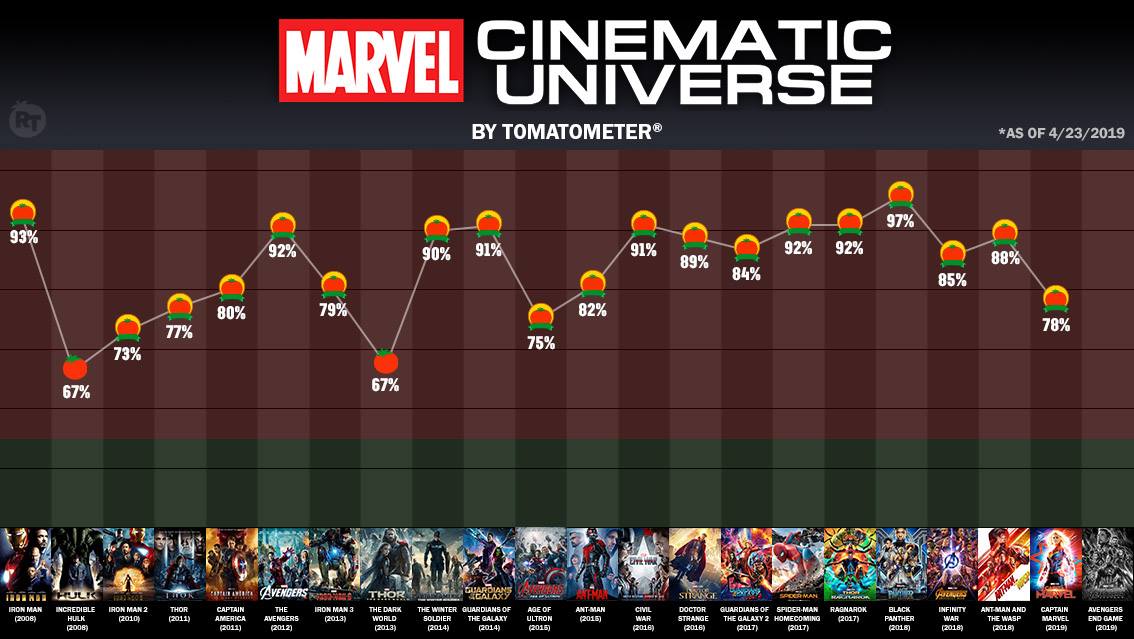 MARVEL
CINEMATIC
UNIVERSE
RT
BY TOMATOMETER®
*AS OF 4/23/2019
93%
67%
73%
77%
80%
92%
79%
67%
90%
91%
75%
82%
91%
89%
84%
92%
92%
97%
85%
88%
78%
IRON MAN
(2008)
INCREDIBLE
HULK
(2008)
IRON MAN 2
(2010)
THOR
(2011)
CAPTAIN
AMERICA
(2011)
THE
AVENGERS
(2012)
IRON MAN 3
(2013)
THE DARK
WORLD
(2013)
THE WINTER
SOLDIER
(2014)
GUARDIANS OF
THE GALAXY
(2014)
AGE OF
ULTRON
(2015)
ANT-MAN
(2015)
CIVIL
WAR
(2016)
DOCTOR
STRANGE
(2016)
GUARDIANS OF
THE GALAXY 2
(2017)
SPIDER-MAN
HOMECOMING
(2017)
RAGNAROK
(2017)
BLACK
PANTHER
(2018)
INFINITY
WAR
(2018)
ANT-MAN AND
THE WASP
(2018)
CAPTAIN
MARVEL
(2019)
AVENGERS
END GAME
(2019)